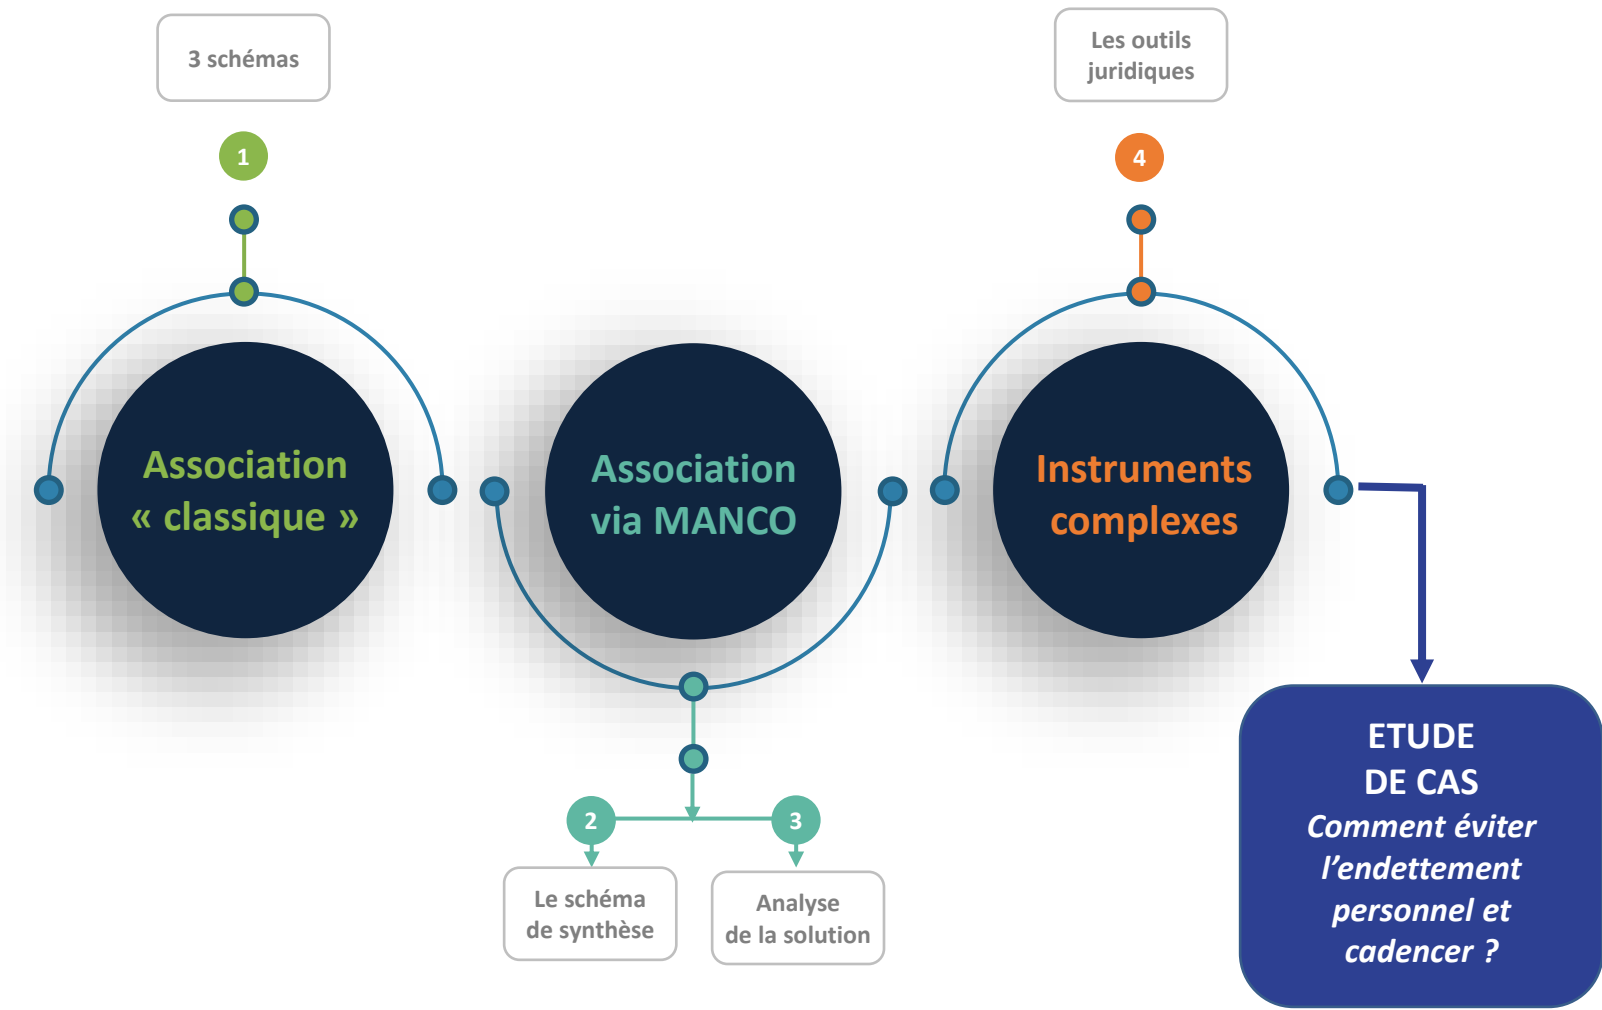 3 schémas
1
Association
« classique »
Association
via MANCO
2
3
Le schéma
de synthèse
Analyse
de la solution
Les outils
juridiques
4
Instruments
complexes
ETUDE
DE CAS
Comment éviter
l’endettement
personnel et
cadencer ?